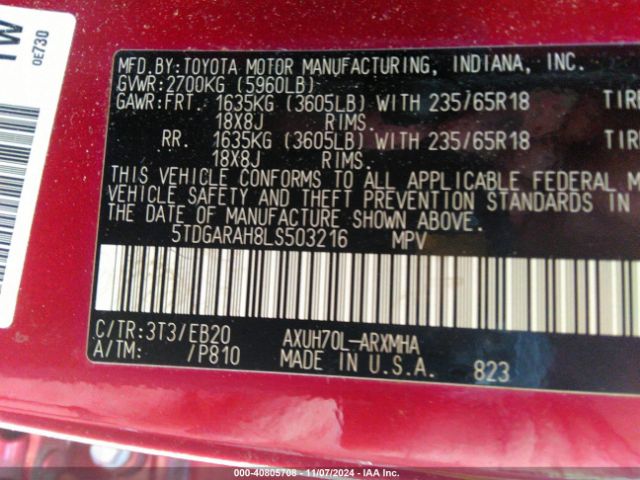 1W
0E730
MFD. BY: TOYOTA MOTOR MANUFACTURING, INDIANA, INC.
GVWR:2700KG (5960LB)
GAWR:FRT. 1635KG (3605LB) WITH 235/65R18 TIR
18X8J RIMS.
RR. 1635KG (3605LB) WITH 235/65R18 TIR
18X8J RIMS.
THIS VEHICLE CONFORMS TO ALL APPLICABLE FEDERAL M
VEHICLE SAFETY AND THEFT PREVENTION STANDARDS IN EF
THE DATE OF MANUFACTURE SHOWN ABOVE.
5TDGARAH8LS503216 MPV
C/TR:3T3/EB20 AXUH70L-ARXMHA
A/TM: /P810 MADE IN U.S.A. 823
000-40805706 - 11/07/2024 - IAA Inc.